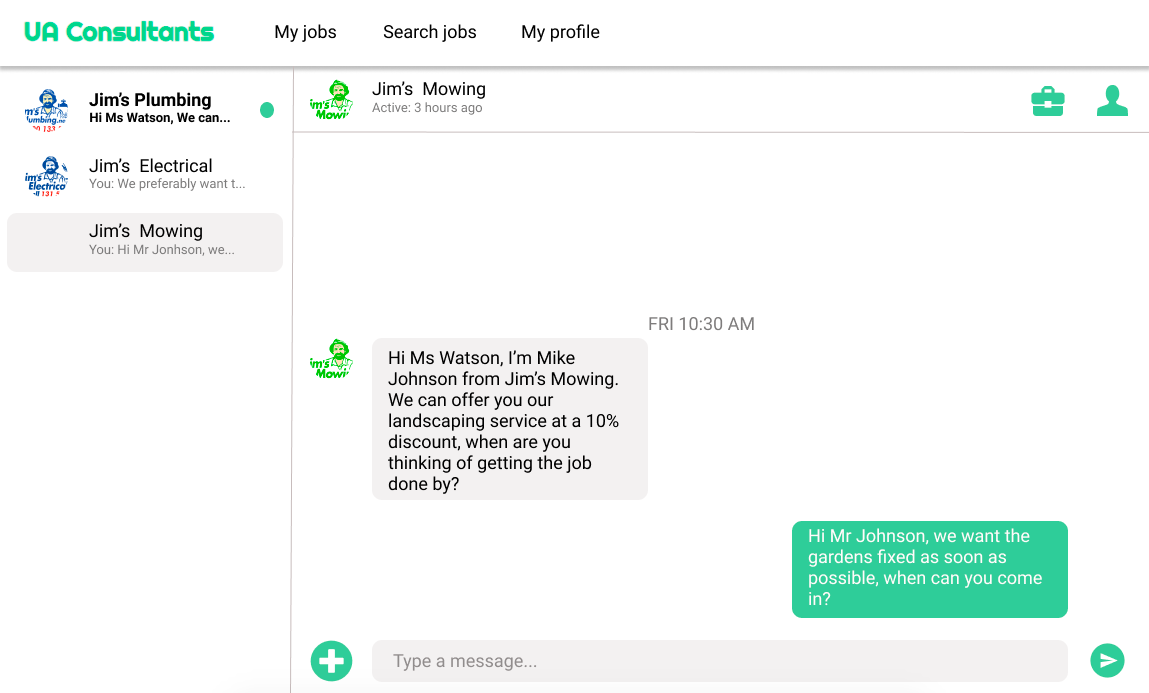 UA Consultants My jobs Search jobs My profile
Jim's Plumbing
Hi Ms Watson, We can...
Jim's Electrical
You: We preferably want t...
Jim's Mowing
You: Hi Mr Jonhson, we...
Jim's Mowing
Active: 3 hours ago
FRI 10:30 AM
Hi Ms Watson, I'm Mike
Johnson from Jim's Mowing.
We can offer you our
landscaping service at a 10%
discount, when are you
thinking of getting the job
done by?
Hi Mr Johnson, we want the
gardens fixed as soon as
possible, when can you come
in?
Type a message...